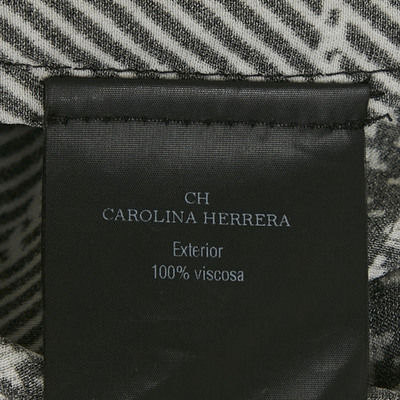 CH
CAROLINA HERRERA
Exterior
100% viscosa